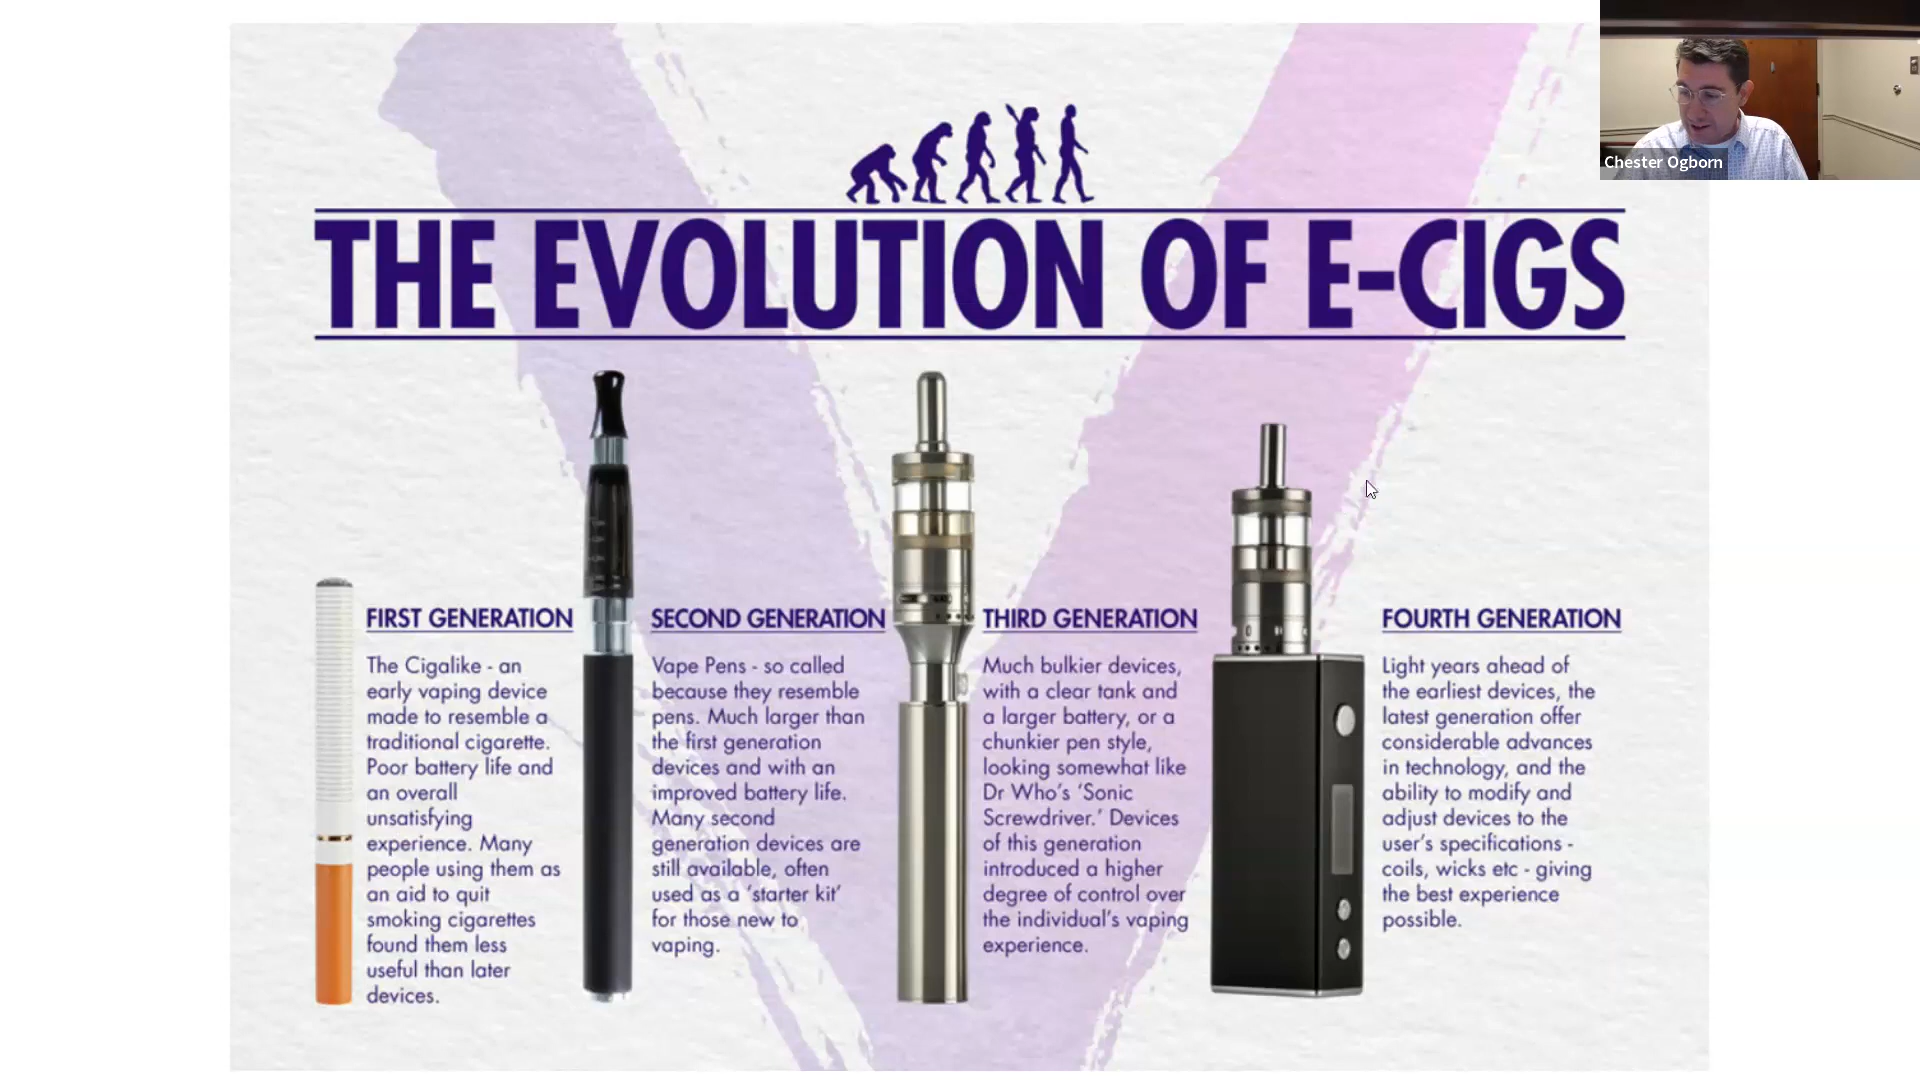 Chester Ogborn
THE EVOLUTION OF E-CIGS
FIRST GENERATION
The Cigalike - an
early vaping device
made to resemble a
traditional cigarette.
Poor battery life and
an overall
unsatisfying
experience. Many
people using them as
an aid to quit
smoking cigarettes
found them less
useful than later
devices.
SECOND GENERATION
Vape Pens - so called
because they resemble
pens. Much larger than
the first generation
devices and with an
improved battery life.
Many second
generation devices are
still available, often
used as a ‘starter kit’
for those new to
vaping.
THIRD GENERATION
Much bulkier devices,
with a clear tank and
a larger battery, or a
chunkier pen style,
looking somewhat like
Dr Who’s ‘Sonic
Screwdriver.’ Devices
of this generation
introduced a higher
degree of control over
the individual’s vaping
experience.
FOURTH GENERATION
Light years ahead of
the earliest devices, the
latest generation offer
considerable advances
in technology, and the
ability to modify and
adjust devices to the
user’s specifications -
coils, wicks etc - giving
the best experience
possible.